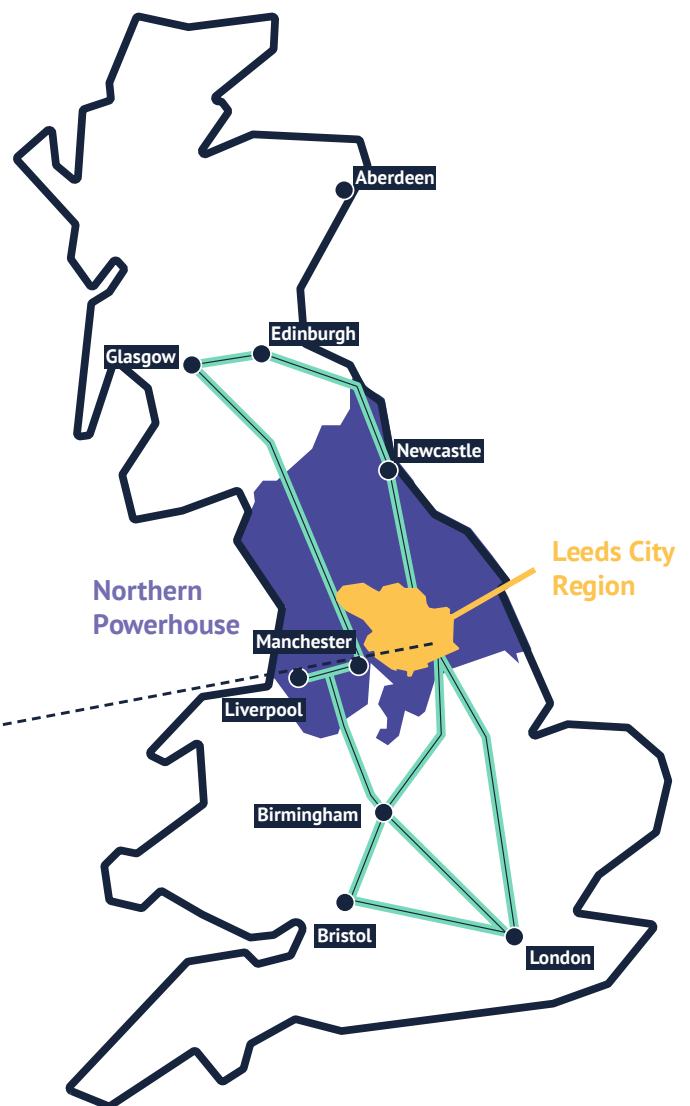 Aberdeen
Edinburgh
Glasgow
Newcastle
Leeds City
Region
Northern
Powerhouse
Manchester
Liverpool
Birmingham
Bristol
London